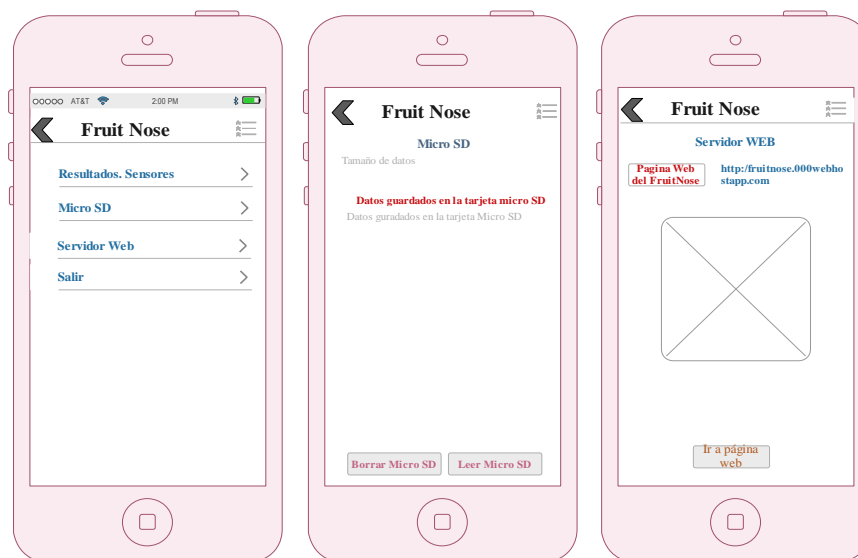 AT&T
2:00 PM
Fruit Nose
Resultados. Sensores
Micro SD
Servidor Web
Salir
Fruit Nose
Micro SD
Tamaño de datos
Datos guardados en la tarjeta micro SD
Datos guradados en la tarjeta Micro SD
Borrar Micro SD
Leer Micro SD
Fruit Nose
Servidor WEB
Pagina Web
del FruitNose
http:/fruitnose.000webho
stapp.com
Ir a página
web